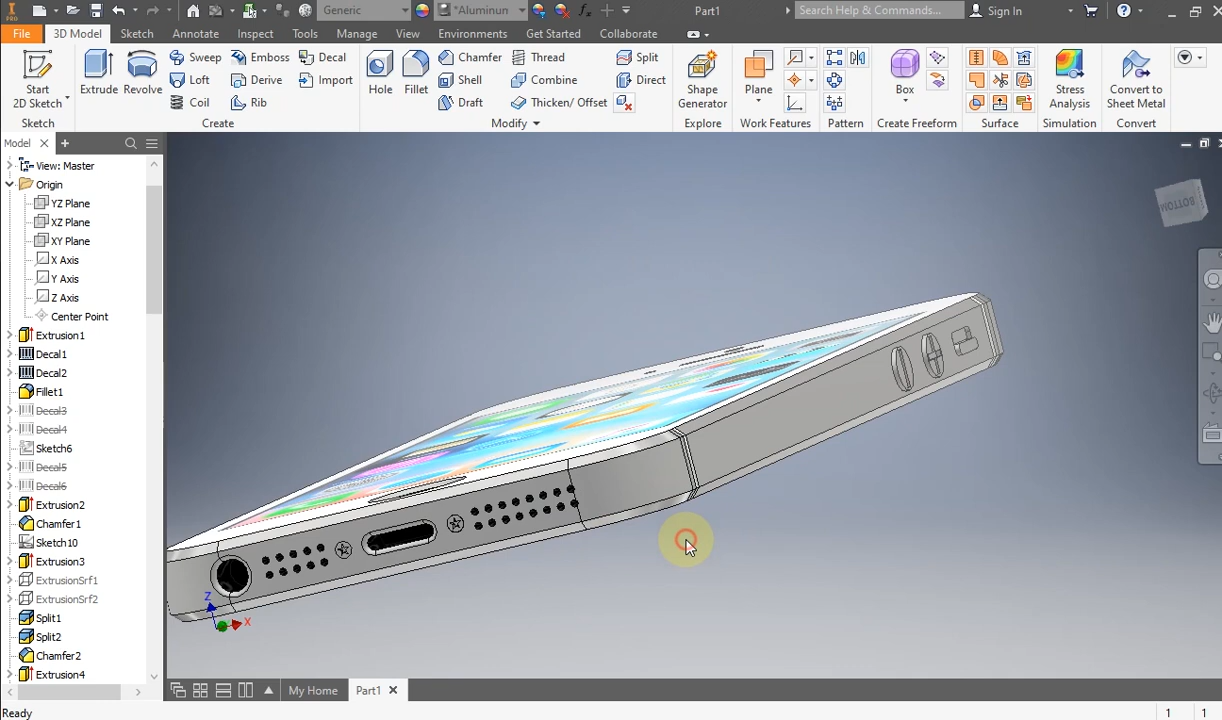 PRO
Generic
*Aluminun
Part1
Search Help & Commands...
Sign In
File
3D Model
Sketch
Annotate
Inspect
Tools
Manage
View
Environments
Get Started
Collaborate
Start
2D Sketch
Extrude
Revolve
Sweep
Loft
Coil
Emboss
Derive
Rib
Decal
Import
Hole
Fillet
Chamfer
Shell
Draft
Thread
Combine
Thicken/ Offset
Split
Direct
Shape
Generator
Plane
Box
Stress
Analysis
Convert to
Sheet Metal
Sketch
Create
Modify
Explore
Work Features
Pattern
Create Freeform
Surface
Simulation
Convert
Model
View: Master
Origin
YZ Plane
XZ Plane
XY Plane
X Axis
Y Axis
Z Axis
Center Point
Extrusion1
Decal1
Decal2
Fillet1
Decal3
Decal4
Sketch6
Decal5
Decal6
Extrusion2
Chamfer1
Sketch10
Extrusion3
ExtrusionSrf1
ExtrusionSrf2
Split1
Split2
Chamfer2
Extrusion4
BOTTOM
Z
X
My Home
Part1
Ready
1
1